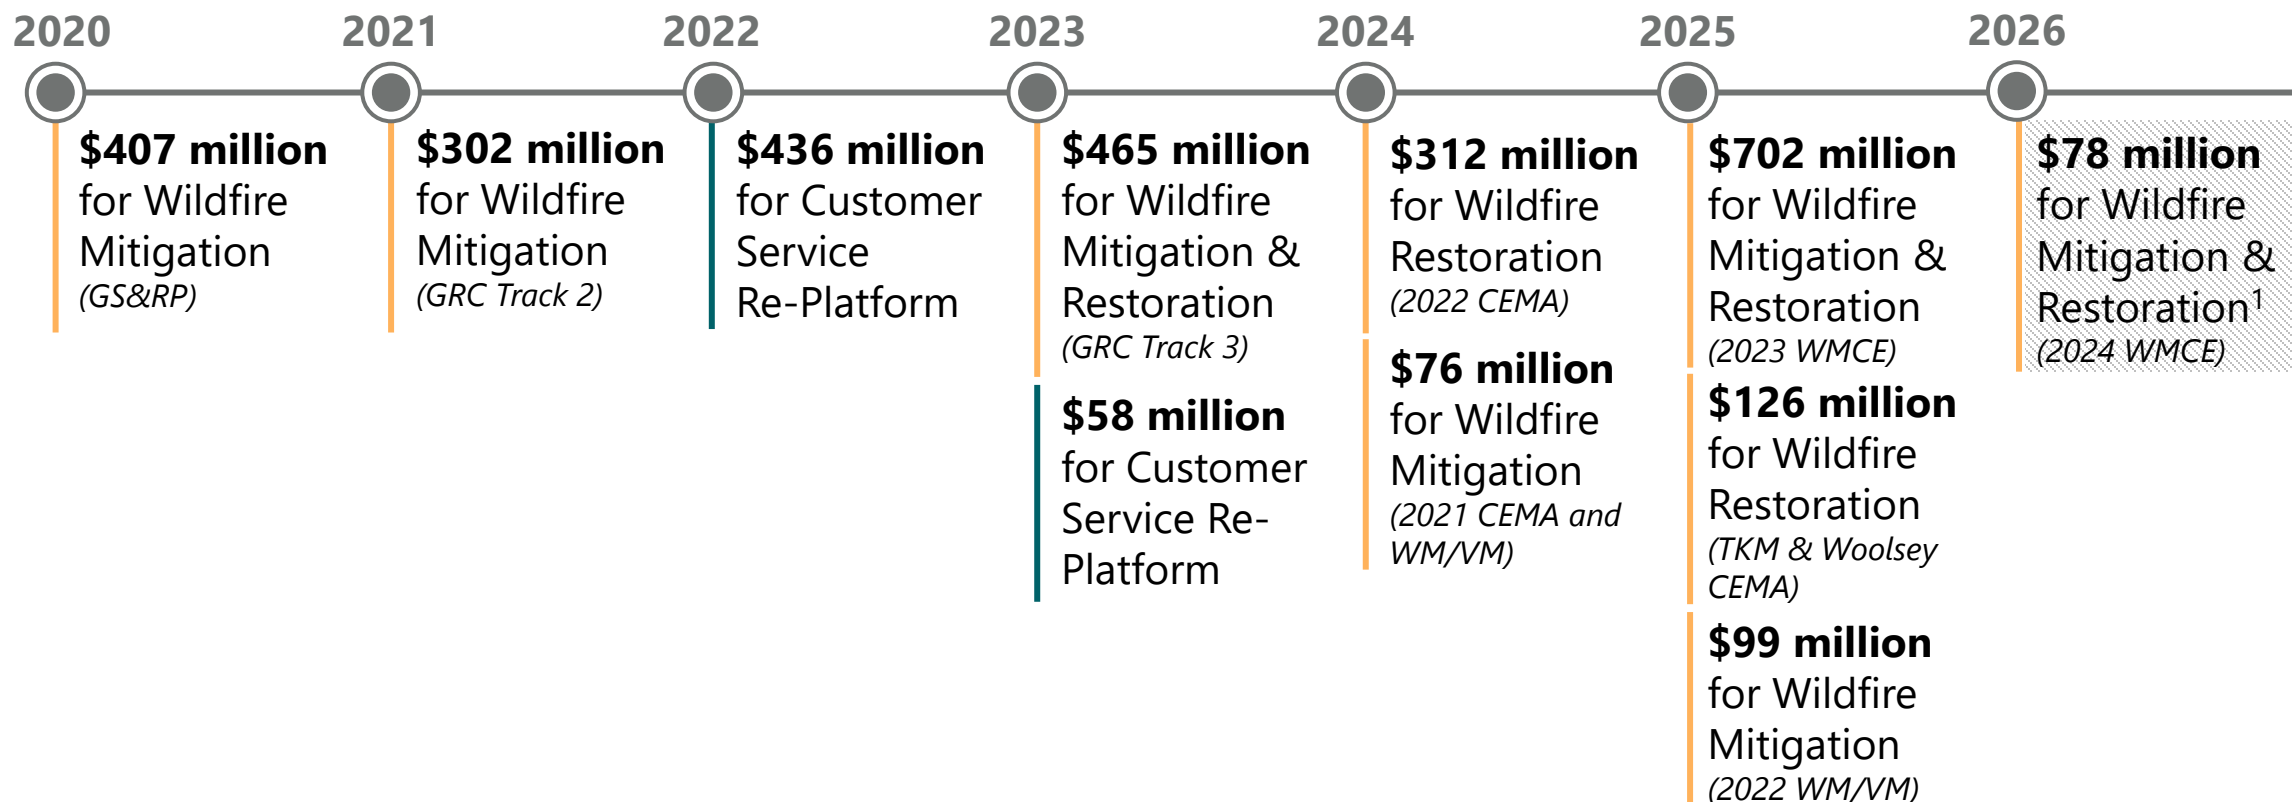 2020
2021
2022
2023
2024
2025
2026
$407 million
for Wildfire
Mitigation
(GS&RP)
$302 million
for Wildfire
Mitigation
(GRC Track 2)
$436 million
for Customer
Service
Re-Platform
$465 million
for Wildfire
Mitigation &
Restoration
(GRC Track 3)
$58 million
for Customer
Service Re-
Platform
$312 million
for Wildfire
Restoration
(2022 CEMA)
$76 million
for Wildfire
Mitigation
(2021 CEMA and
WM/VM)
$702 million
for Wildfire
Mitigation &
Restoration
(2023 WMCE)
$126 million
for Wildfire
Restoration
(TKM & Woolsey
CEMA)
$99 million
for Wildfire
Mitigation
(2022 WM/VM)
$78 million
for Wildfire
Mitigation &
Restoration¹
(2024 WMCE)